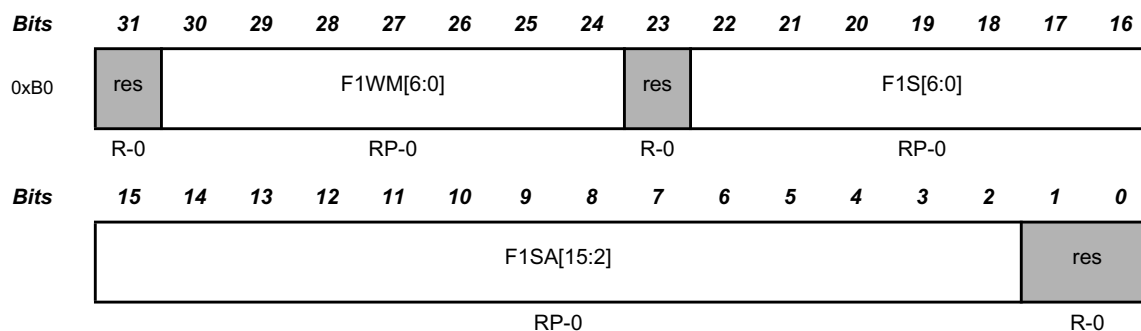 Bits 31 30 29 28 27 26 25 24 23 22 21 20 19 18 17 16
0xB0 res F1WM[6:0] res F1S[6:0]
R-0 RP-0 R-0 RP-0
Bits 15 14 13 12 11 10 9 8 7 6 5 4 3 2 1 0
F1SA[15:2] res
RP-0 R-0